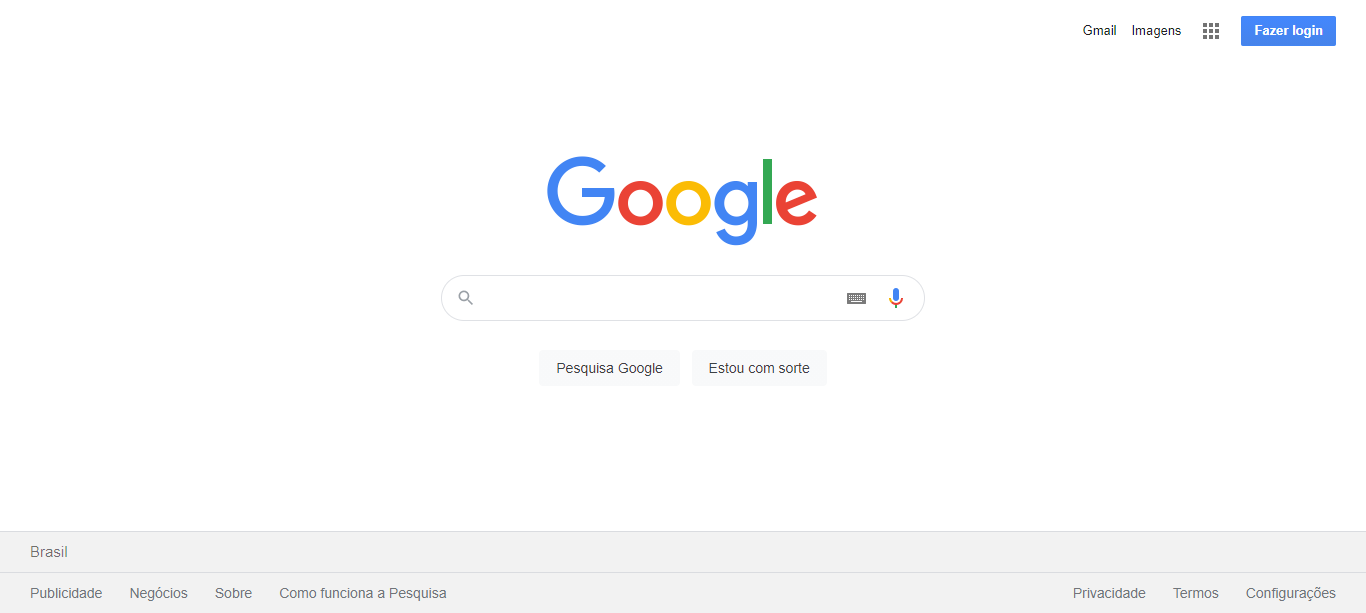 Gmail Imagens Fazer login
Google
Pesquisa Google Estou com sorte
Brasil
Publicidade Negócios Sobre Como funciona a Pesquisa Privacidade Termos Configurações